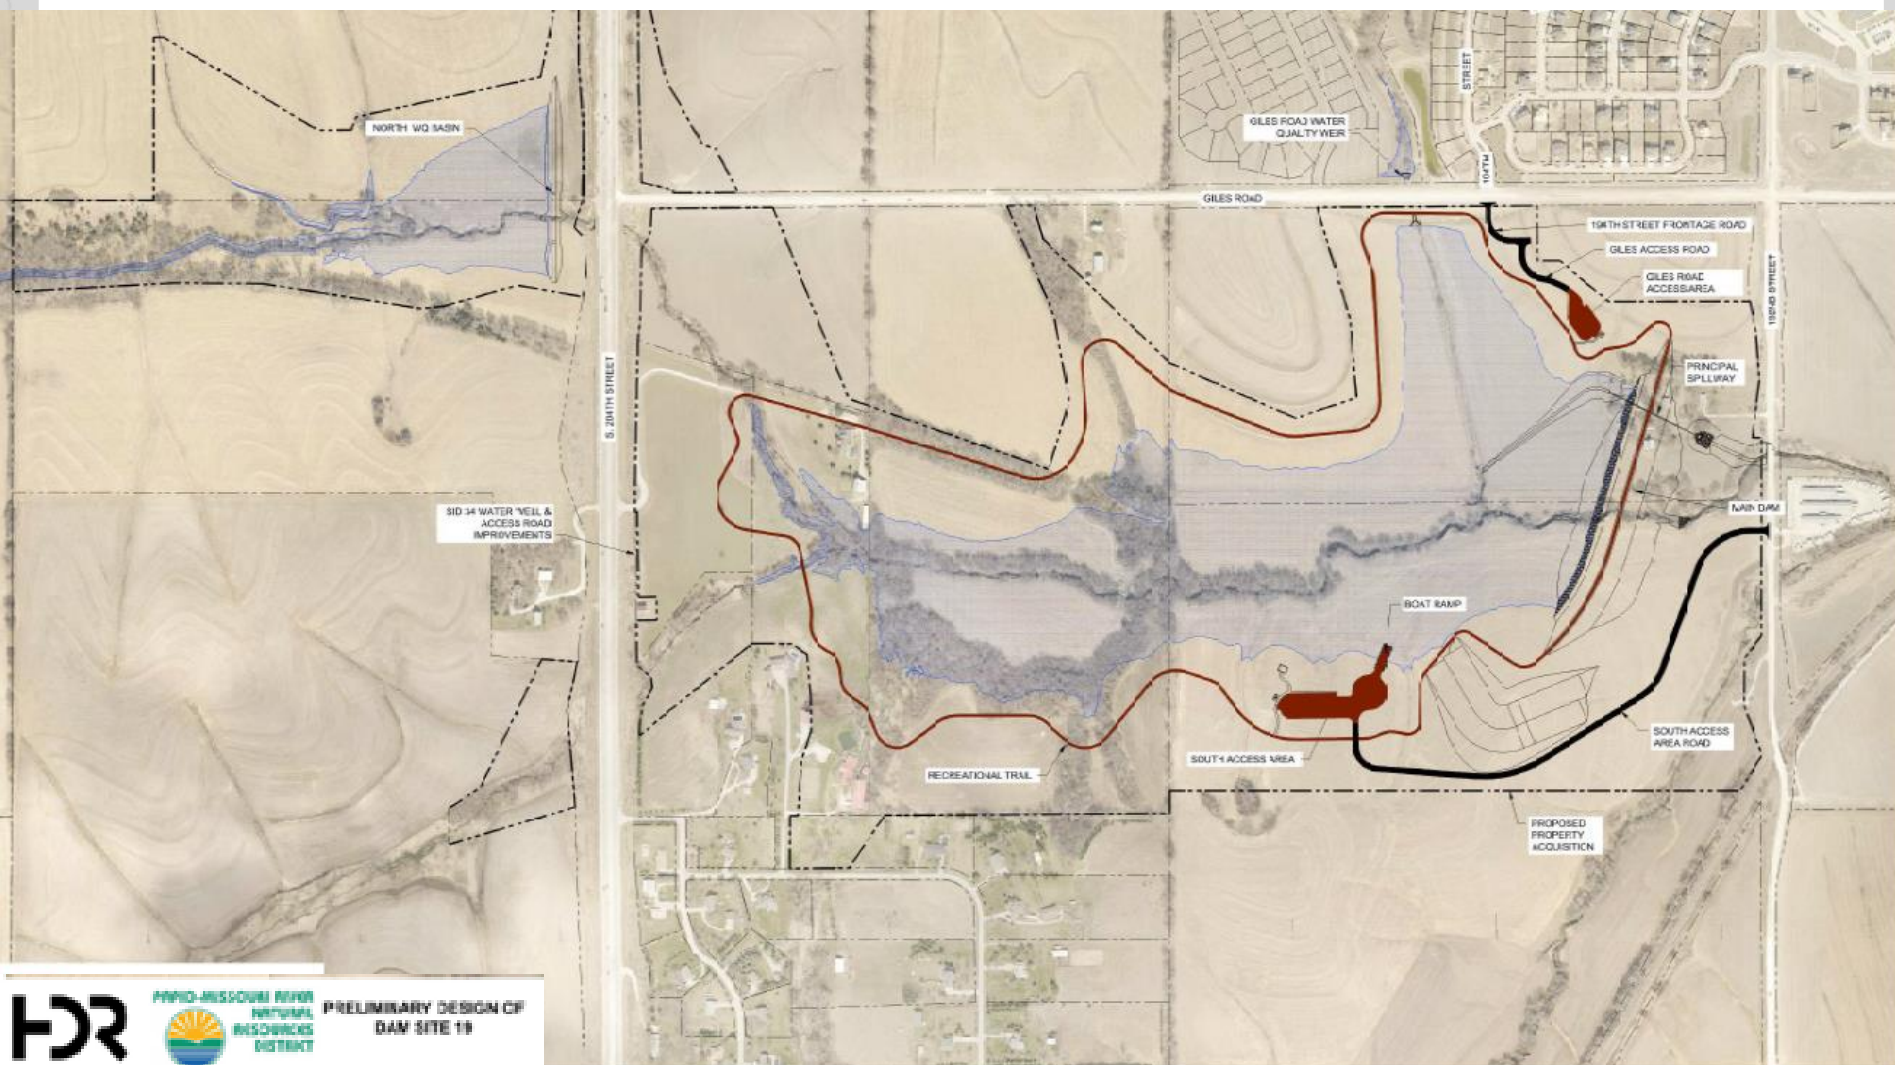 NORTH WQ BASIN
GILES ROAD WATER
QUALITY WEIR
STREET
194TH
GILES ROAD
194TH STREET FRONTAGE ROAD
GILES ACCESS ROAD
GILES ROAD
ACCESS AREA
192ND STREET
PRINCIPAL
SPILLWAY
S. 204TH STREET
SID 34 WATER WELL &
ACCESS ROAD
IMPROVEMENTS
MAIN DAM
BOAT RAMP
SOUTH ACCESS
AREA ROAD
SOUTH ACCESS AREA
RECREATIONAL TRAIL
PROPOSED
PROPERTY
ACQUISITION
HDR
PAPIO-MISSOURI RIVER
NATURAL
RESOURCES
DISTRICT
PRELIMINARY DESIGN OF
DAM SITE 19